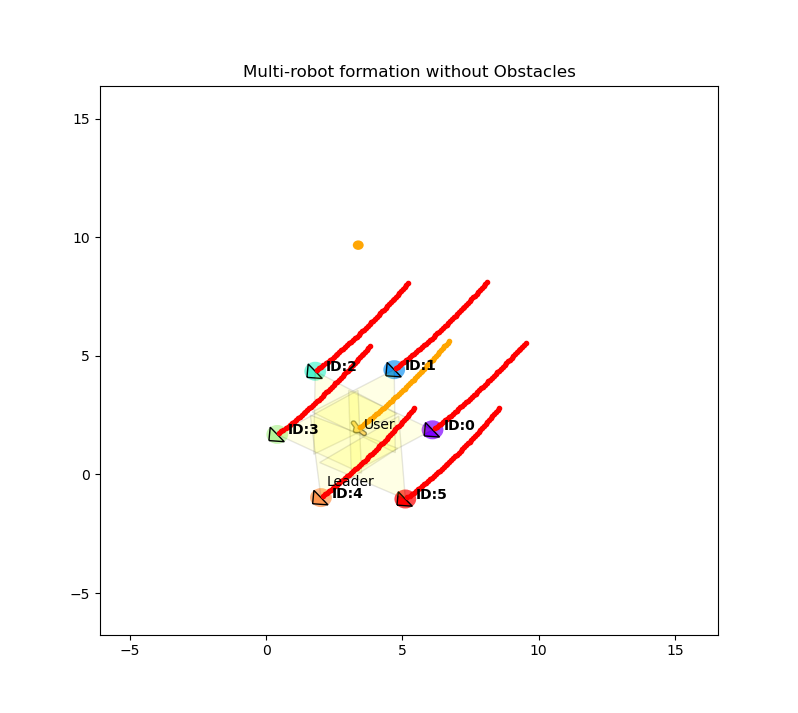 Multi-robot formation without Obstacles
15
10
5
0
−5
ID:2
ID:1
User
ID:3
ID:0
Leader
ID:4
ID:5
−5
0
5
10
15